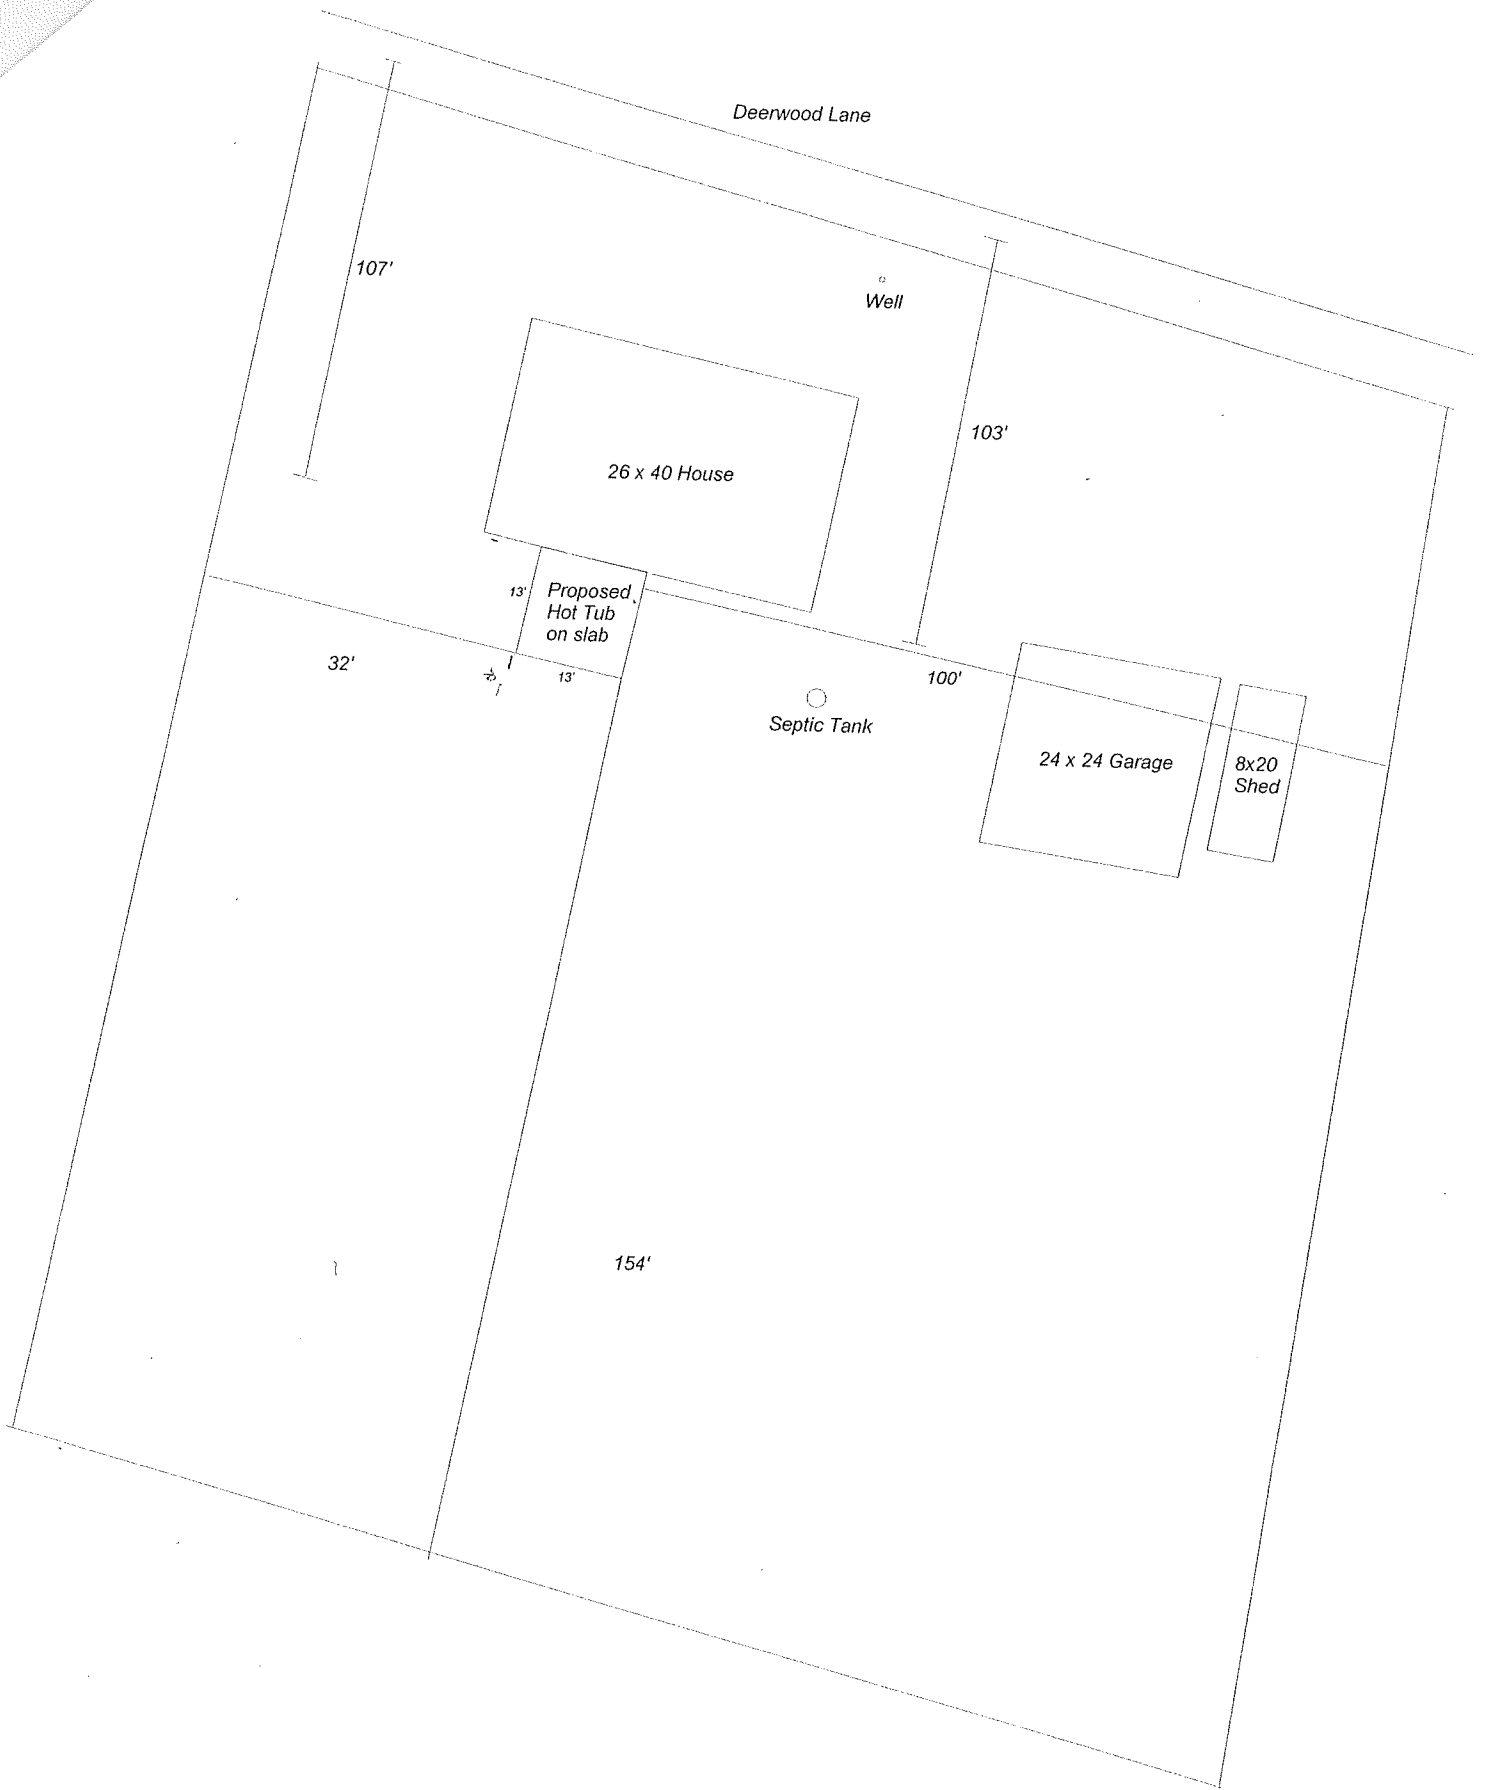 Deerwood Lane
107'
Well
103'
26 x 40 House
13'
Proposed
Hot Tub
on slab
32'
13'
100'
Septic Tank
24 x 24 Garage
8x20
Shed
154'